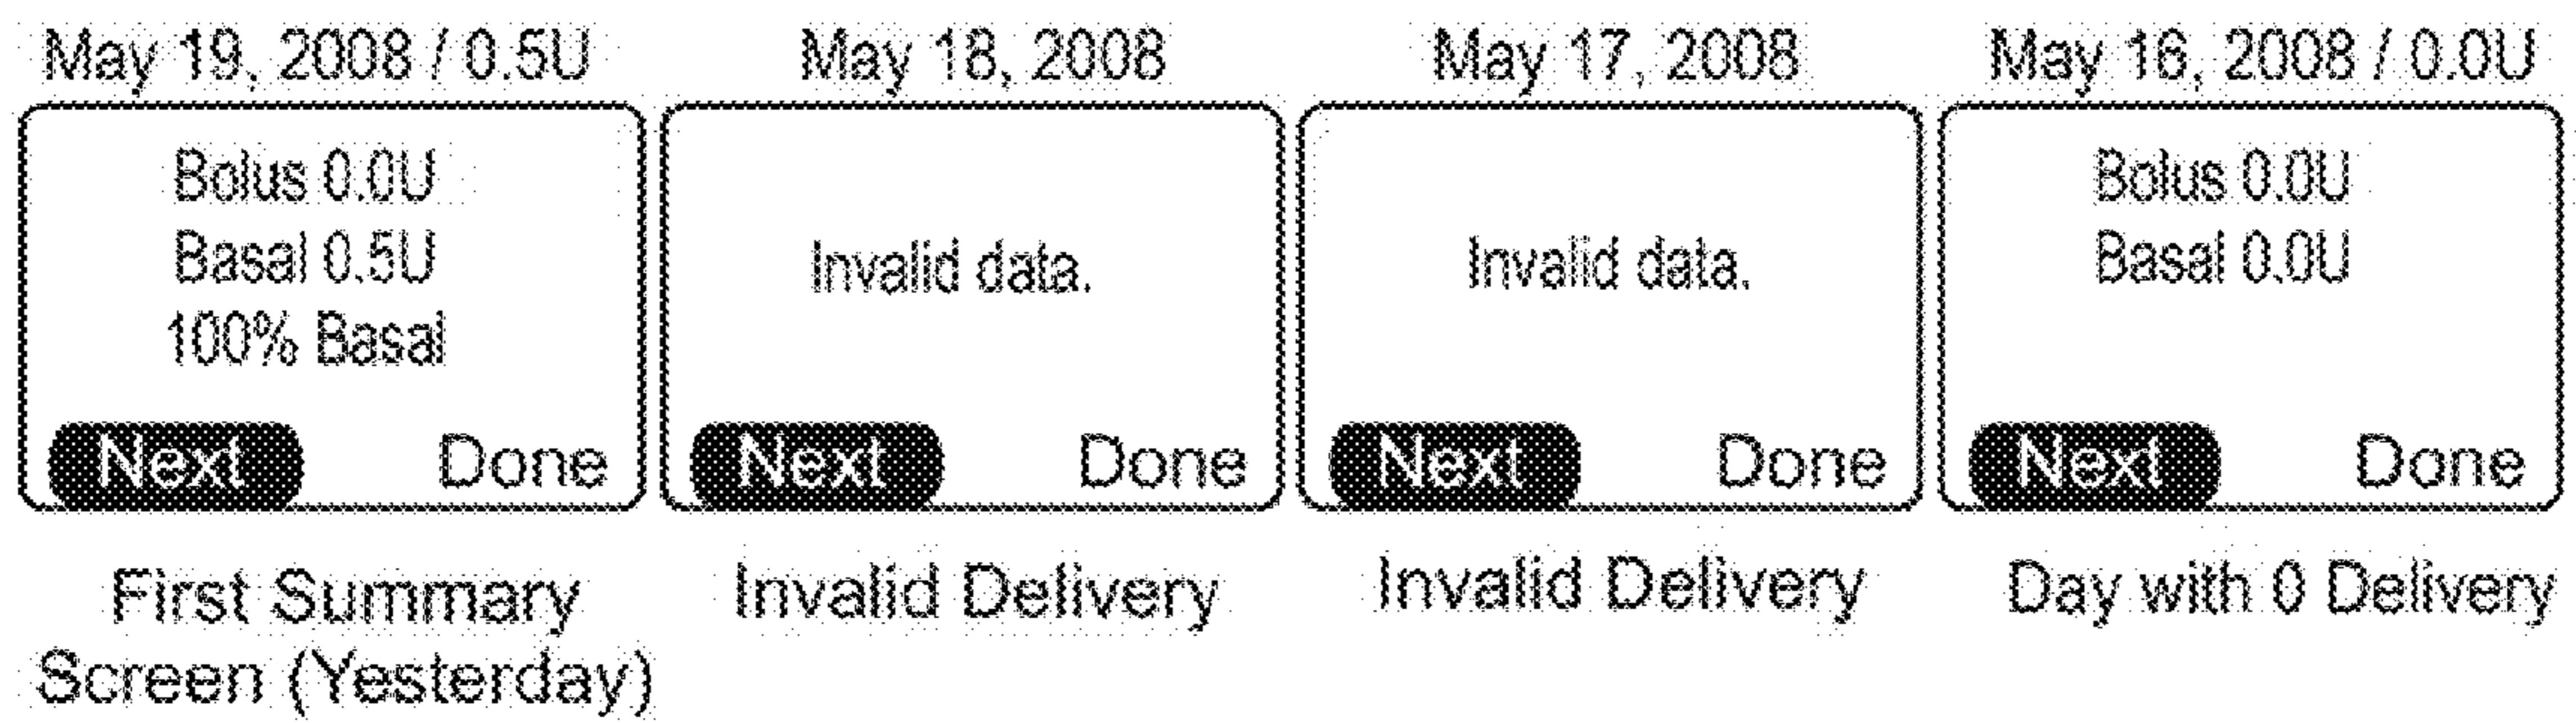 May 19, 2008 / 0.5U
Bolus 0.0U
Basal 0.5U
100% Basal
Next Done
First Summary
Screen (Yesterday)
May 18, 2008
Invalid data.
Next Done
Invalid Delivery
May 17, 2008
Invalid data.
Next Done
Invalid Delivery
May 16, 2008 / 0.0U
Bolus 0.0U
Basal 0.0U
Next Done
Day with 0 Delivery